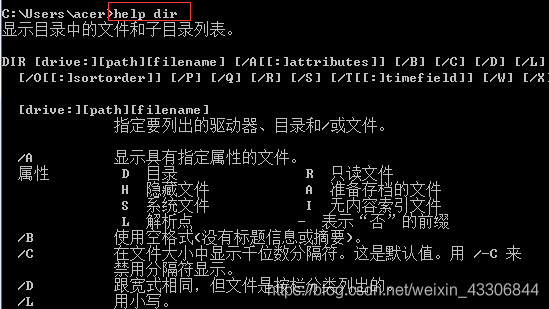 C:\Users\acer>help dir
显示目录中的文件和子目录列表。
DIR [drive:][path][filename] [/A[[:]attributes]] [/B] [/C] [/D] [/L]
[/O[[:]sortorder]] [/P] [/Q] [/R] [/S] [/T[[:]timefield]] [/W] [/X]
[drive:][path][filename]
指定要列出的驱动器、目录和/或文件。
/A 显示具有指定属性的文件。
属性 D 目录 R 只读文件
H 隐藏文件 A 准备存档的文件
S 系统文件 I 无内容索引文件
L 解析点 - 表示“否”的前缀
/B 使用空格式(没有标题信息或摘要)。
/C 在文件大小中显示千位数分隔符。这是默认值。用 /-C 来
禁用分隔符显示。
/D 跟宽式相同，但文件是按栏分类列出的。
/L 用小写。
https://blog.csdn.net/weixin_43306844